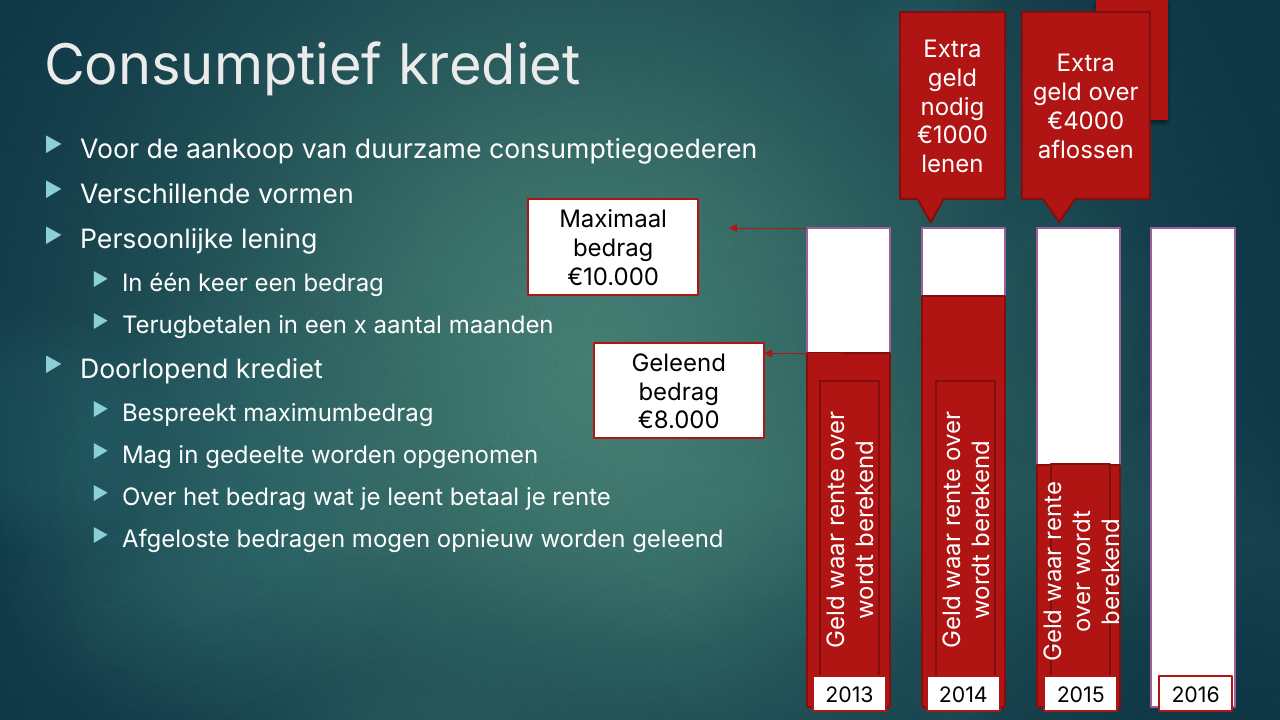 Consumptief krediet
Voor de aankoop van duurzame consumptiegoederen
Verschillende vormen
Persoonlijke lening
In één keer een bedrag
Terugbetalen in een x aantal maanden
Doorlopend krediet
Bespreekt maximumbedrag
Mag in gedeelte worden opgenomen
Over het bedrag wat je leent betaal je rente
Afgeloste bedragen mogen opnieuw worden geleend
Maximaal
bedrag
€10.000
Geleend
bedrag
€8.000
Extra
geld
nodig
€1000
lenen
Extra
geld over
€4000
aflossen
Geld waar rente over
wordt berekend
Geld waar rente over
wordt berekend
Geld waar rente
over wordt
berekend
2013
2014
2015
2016